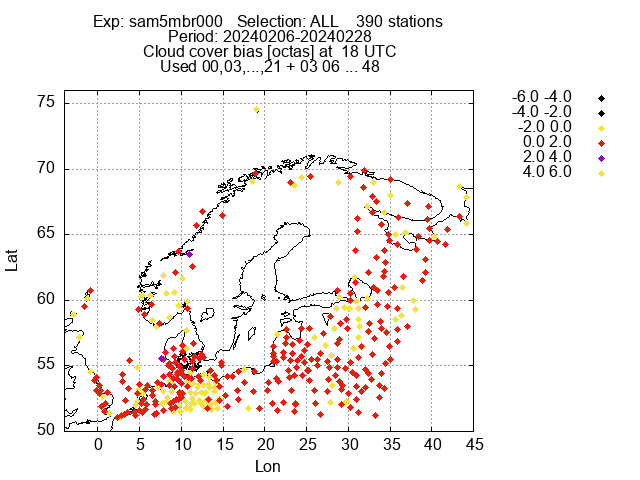 Exp: sam5mbr000   Selection: ALL    390 stations
Period: 20240206-20240228
Cloud cover bias [octas] at  18 UTC
Used 00,03,...,21 + 03 06 ... 48
-6.0 -4.0
-4.0 -2.0
-2.0 0.0
0.0 2.0
2.0 4.0
4.0 6.0
75
70
65
60
55
50
Lat
0 5 10 15 20 25 30 35 40 45
Lon